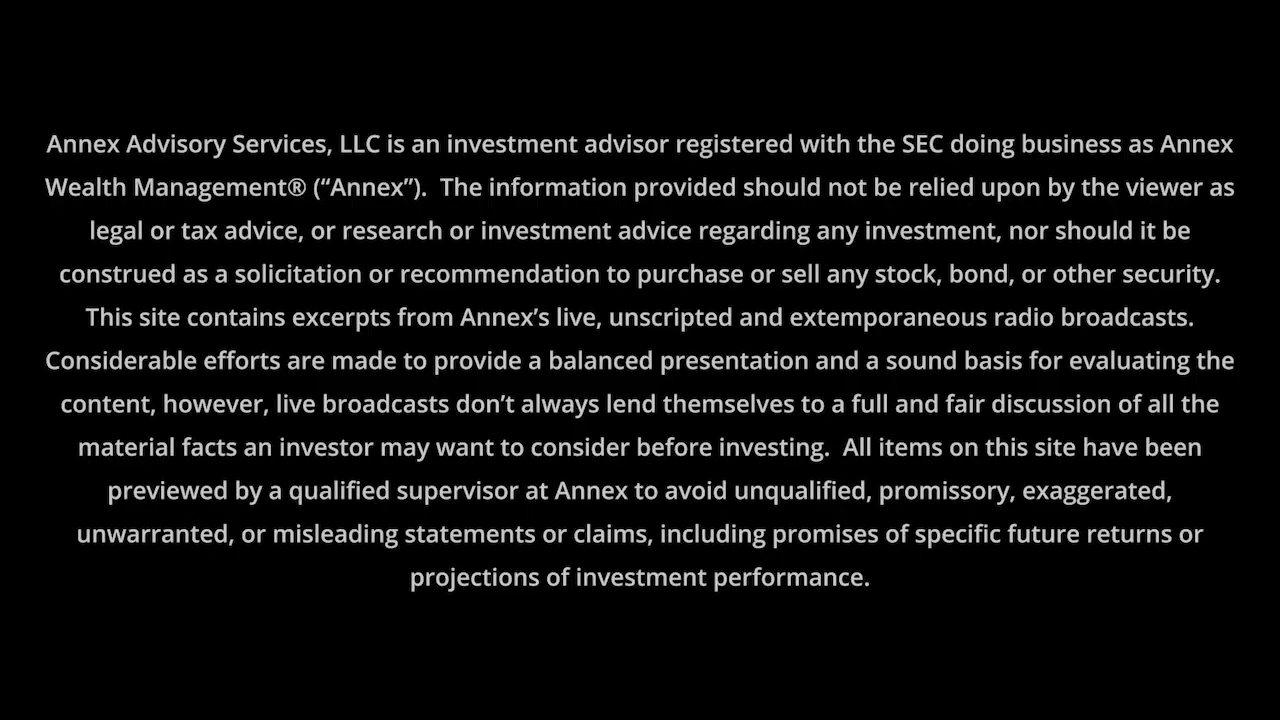 Annex Advisory Services, LLC is an investment advisor registered with the SEC doing business as Annex
Wealth Management® (“Annex”).  The information provided should not be relied upon by the viewer as
legal or tax advice, or research or investment advice regarding any investment, nor should it be
construed as a solicitation or recommendation to purchase or sell any stock, bond, or other security.
This site contains excerpts from Annex’s live, unscripted and extemporaneous radio broadcasts.
Considerable efforts are made to provide a balanced presentation and a sound basis for evaluating the
content, however, live broadcasts don’t always lend themselves to a full and fair discussion of all the
material facts an investor may want to consider before investing.  All items on this site have been
previewed by a qualified supervisor at Annex to avoid unqualified, promissory, exaggerated,
unwarranted, or misleading statements or claims, including promises of specific future returns or
projections of investment performance.